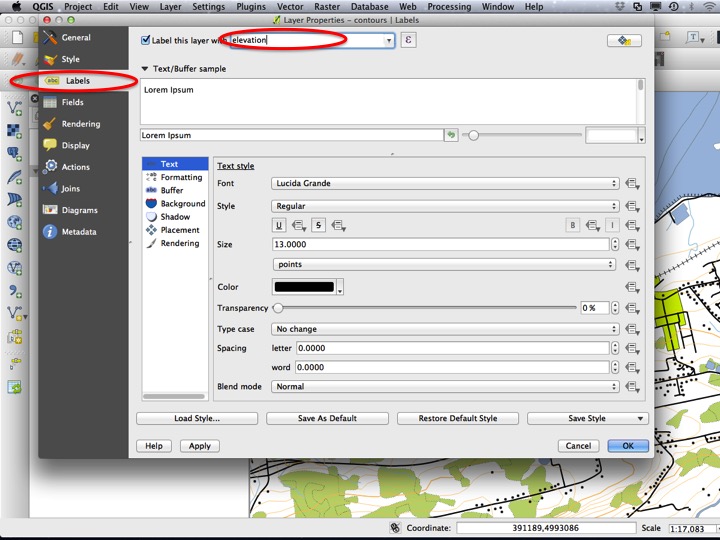 QGIS Project Edit View Layer Settings Plugins Vector Raster Database Web Processing Window Help
Layer Properties - contours | Labels
General
Style
abc Labels
Fields
Rendering
Display
Actions
Joins
Diagrams
Metadata
Label this layer with elevation ε
Text/Buffer sample
Lorem Ipsum
Lorem Ipsum
Text
Formatting
abc Buffer
Background
Shadow
Placement
Rendering
Text style
Font Lucida Grande
Style Regular
U S B I
Size 13.0000
points
Color
Transparency 0 %
Type case No change
Spacing letter 0.0000
word 0.0000
Blend mode Normal
Load Style... Save As Default Restore Default Style Save Style
Help Apply Cancel OK
Coordinate: 391189,4993086 Scale 1:17,083